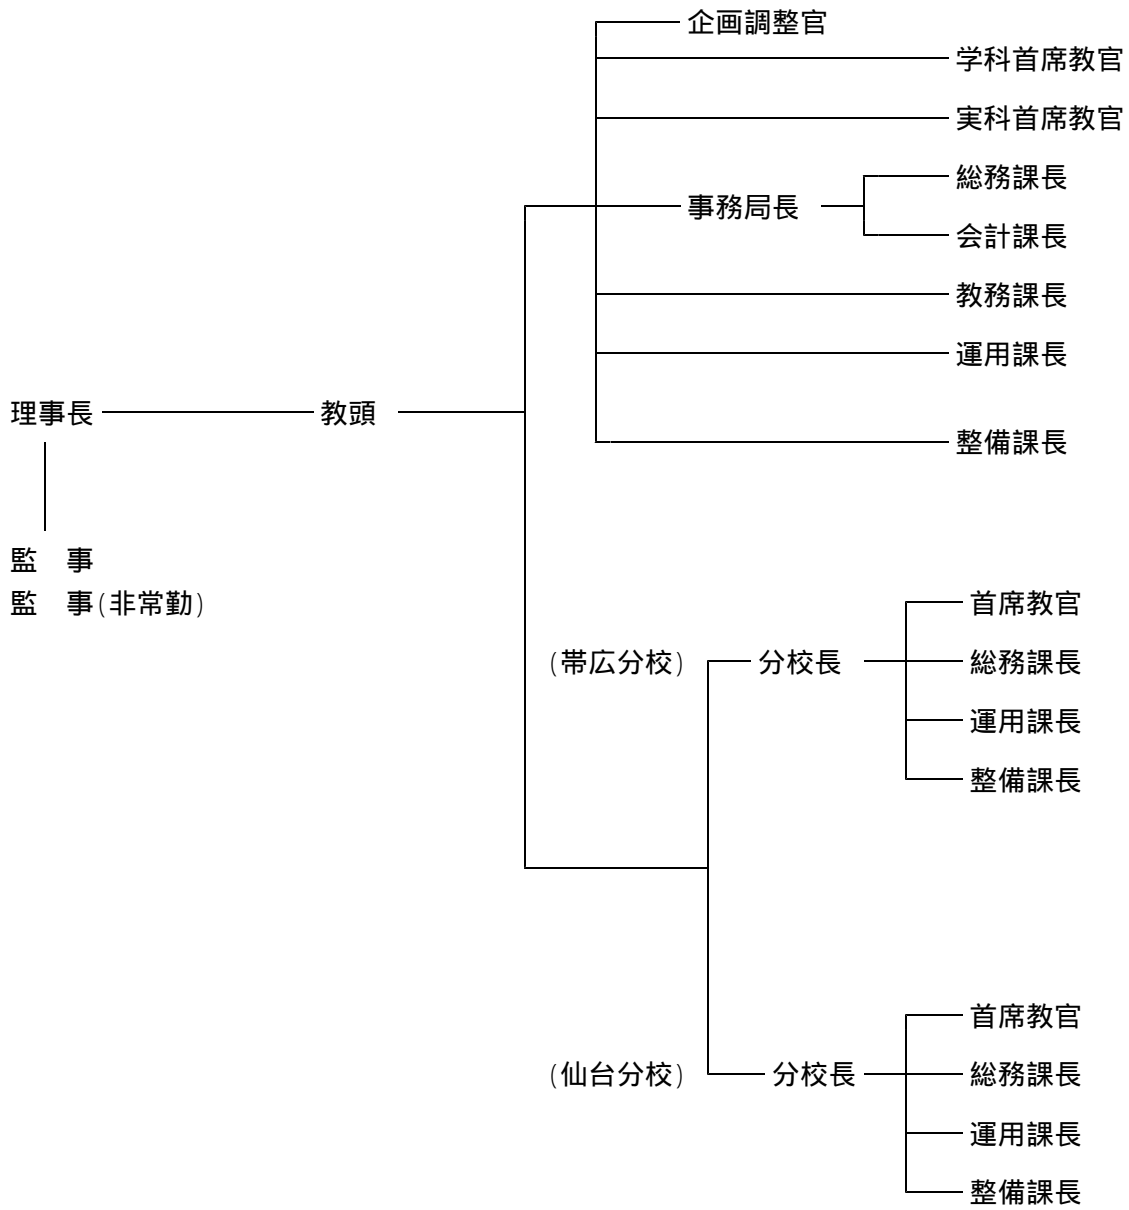 企画調整官
学科首席教官
実科首席教官
総務課長
事務局長
会計課長
教務課長
運用課長
理事長
教頭
整備課長
監　事
監　事(非常勤)
首席教官
(帯広分校)
分校長
総務課長
運用課長
整備課長
首席教官
(仙台分校)
分校長
総務課長
運用課長
整備課長